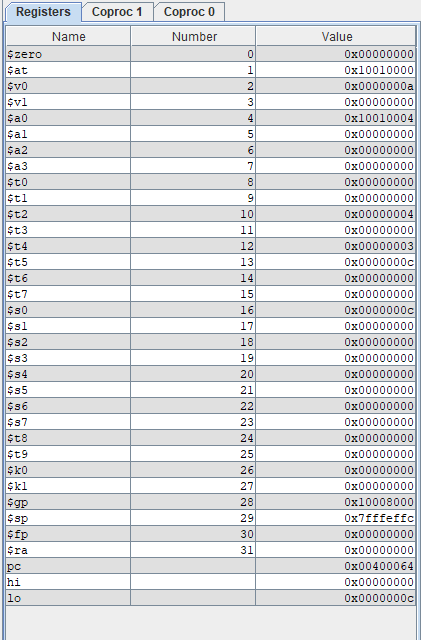 Registers Coproc 1 Coproc 0
Name Number Value
$zero 0 0x00000000
$at 1 0x10010000
$v0 2 0x0000000a
$v1 3 0x00000000
$a0 4 0x10010004
$a1 5 0x00000000
$a2 6 0x00000000
$a3 7 0x00000000
$t0 8 0x00000000
$t1 9 0x00000000
$t2 10 0x00000004
$t3 11 0x00000000
$t4 12 0x00000003
$t5 13 0x0000000c
$t6 14 0x00000000
$t7 15 0x00000000
$s0 16 0x0000000c
$s1 17 0x00000000
$s2 18 0x00000000
$s3 19 0x00000000
$s4 20 0x00000000
$s5 21 0x00000000
$s6 22 0x00000000
$s7 23 0x00000000
$t8 24 0x00000000
$t9 25 0x00000000
$k0 26 0x00000000
$k1 27 0x00000000
$gp 28 0x10008000
$sp 29 0x7fffeffc
$fp 30 0x00000000
$ra 31 0x00000000
pc 0x00400064
hi 0x00000000
lo 0x0000000c